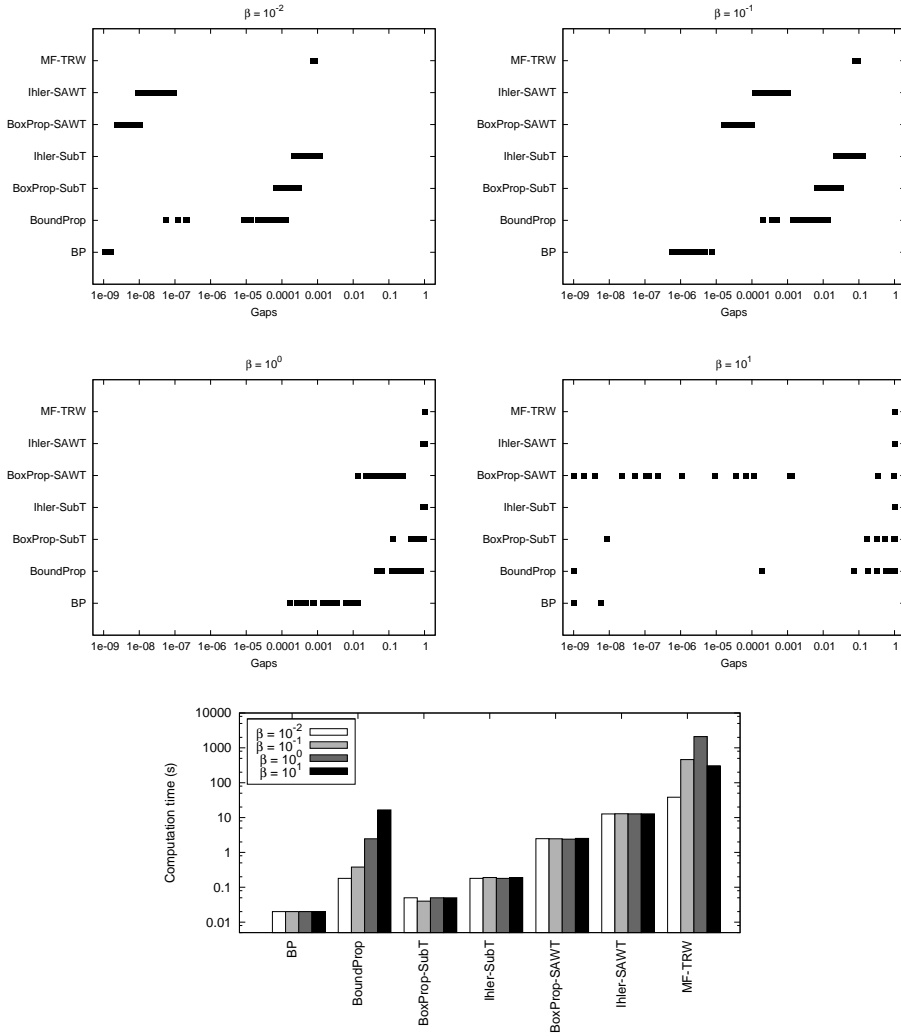 β = 10-2
MF-TRW
Ihler-SAWT
BoxProp-SAWT
Ihler-SubT
BoxProp-SubT
BoundProp
BP
1e-09 1e-08 1e-07 1e-06 1e-05 0.0001 0.001 0.01 0.1 1
Gaps
β = 10-1
MF-TRW
Ihler-SAWT
BoxProp-SAWT
Ihler-SubT
BoxProp-SubT
BoundProp
BP
1e-09 1e-08 1e-07 1e-06 1e-05 0.0001 0.001 0.01 0.1 1
Gaps
β = 100
MF-TRW
Ihler-SAWT
BoxProp-SAWT
Ihler-SubT
BoxProp-SubT
BoundProp
BP
1e-09 1e-08 1e-07 1e-06 1e-05 0.0001 0.001 0.01 0.1 1
Gaps
β = 101
MF-TRW
Ihler-SAWT
BoxProp-SAWT
Ihler-SubT
BoxProp-SubT
BoundProp
BP
1e-09 1e-08 1e-07 1e-06 1e-05 0.0001 0.001 0.01 0.1 1
Gaps
Computation time (s)
10000
1000
100
10
1
0.1
0.01
β = 10-2
β = 10-1
β = 100
β = 101
BP
BoundProp
BoxProp-SubT
Ihler-SubT
BoxProp-SAWT
Ihler-SAWT
MF-TRW